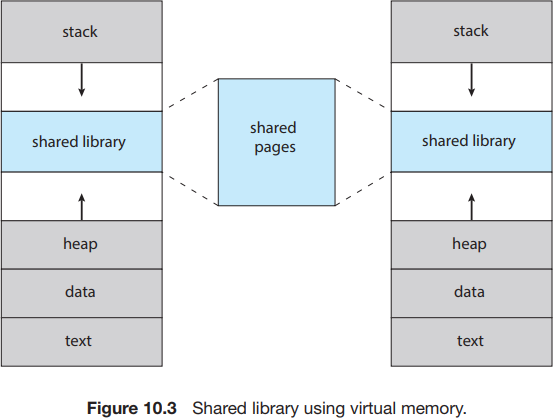 stack
shared library
heap
data
text
shared
pages
stack
shared library
heap
data
text
Figure 10.3 Shared library using virtual memory.